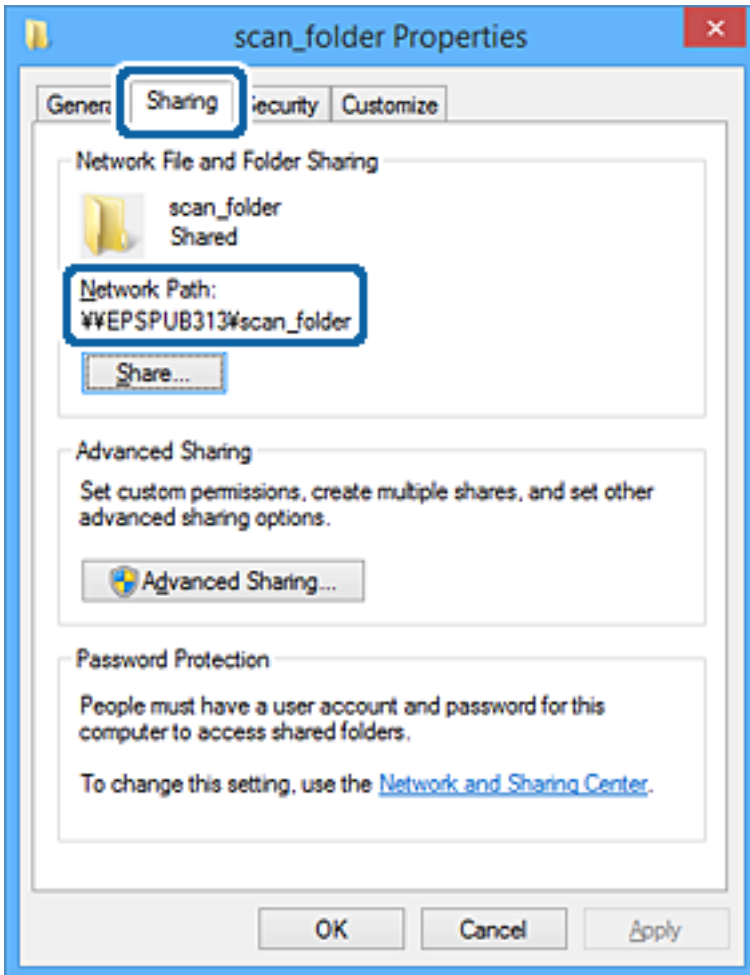 scan_folder Properties
Genera Sharing ecurity Customize
Network File and Folder Sharing
scan_folder
Shared
Network Path:
¥¥EPSPUB313¥scan_folder
Share...
Advanced Sharing
Set custom permissions, create multiple shares, and set other
advanced sharing options.
Advanced Sharing...
Password Protection
People must have a user account and password for this
computer to access shared folders.
To change this setting, use the Network and Sharing Center.
OK Cancel Apply